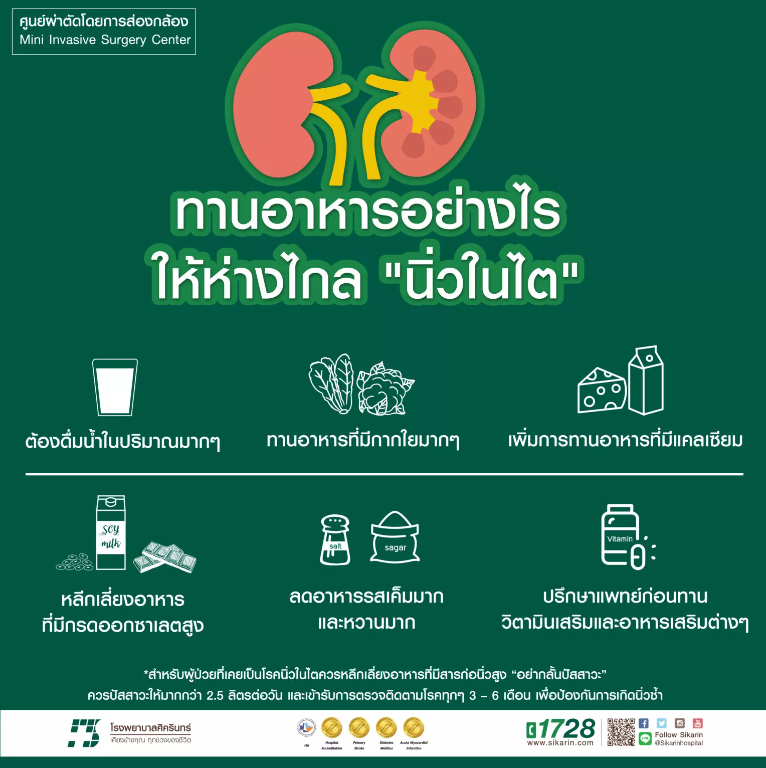 ศูนย์ผ่าตัดโดยการส่องกล้อง
Mini Invasive Surgery Center
ทานอาหารอย่างไร
ให้ห่างไกล "นิ่วในไต"
ต้องดื่มน้ำในปริมาณมากๆ
ทานอาหารที่มีกากใยมากๆ
เพิ่มการทานอาหารที่มีแคลเซียม
SOY
milk
salt
sagar
Vitamin
หลีกเลี่ยงอาหาร
ที่มีกรดออกซาเลตสูง
ลดอาหารรสเค็มมาก
และหวานมาก
ปรึกษาแพทย์ก่อนทาน
วิตามินเสริมและอาหารเสริมต่างๆ
*สำหรับผู้ป่วยที่เคยเป็นโรคนิ่วในไตควรหลีกเลี่ยงอาหารที่มีสารก่อนิ่วสูง “อย่ากลั้นปัสสาวะ”
ควรปัสสาวะให้มากกว่า 2.5 ลิตรต่อวัน และเข้ารับการตรวจติดตามโรคทุกๆ 3 – 6 เดือน เพื่อป้องกันการเกิดนิ่วซ้ำ
โรงพยาบาลศิครินทร์
เคียงข้างคุณ ทุกช่วงของชีวิต
Hospital
Accreditation
Primary
Stroke
Diabetes
Mellitus
Acute Myocardial
Infarction
1728
www.sikarin.com
Follow Sikarin
@Sikarinhospital